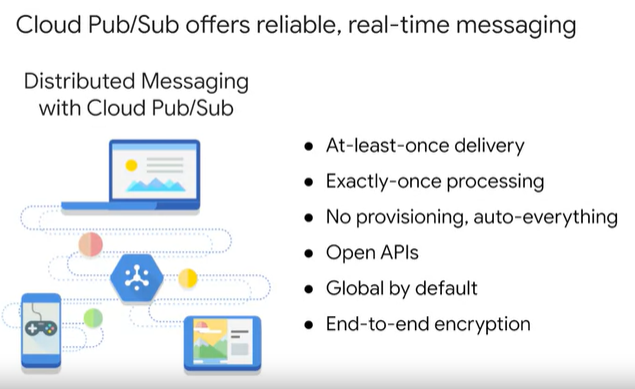 Cloud Pub/Sub offers reliable, real-time messaging
Distributed Messaging
with Cloud Pub/Sub
● At-least-once delivery
● Exactly-once processing
● No provisioning, auto-everything
● Open APIs
● Global by default
● End-to-end encryption